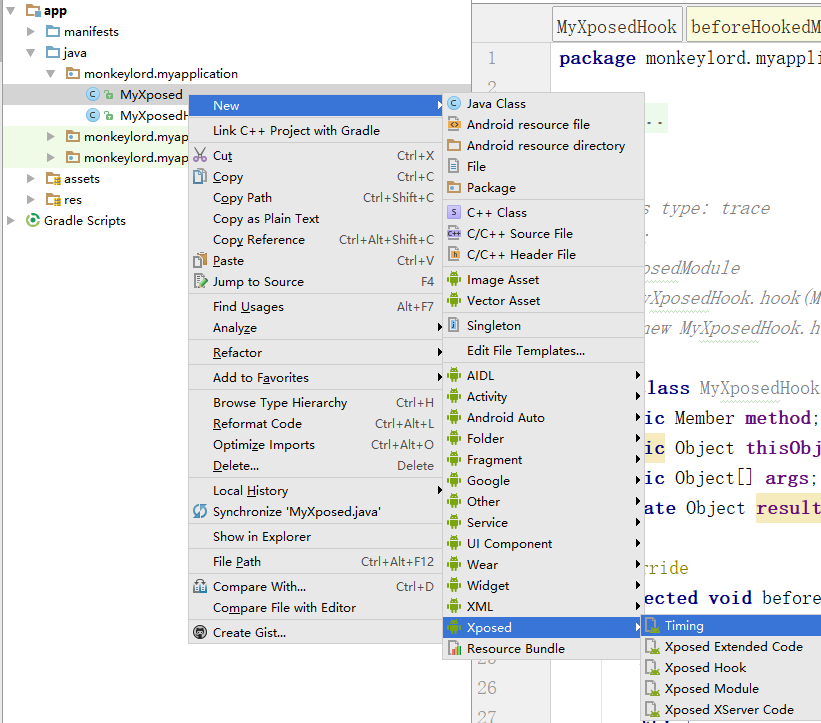 app
manifests
java
monkeylord.myapplication
MyXposed
MyXposedH
monkeylord.myap
monkeylord.myap
assets
res
Gradle Scripts
New
Link C++ Project with Gradle
Cut Ctrl+X
Copy Ctrl+C
Copy Path Ctrl+Shift+C
Copy as Plain Text
Copy Reference Ctrl+Alt+Shift+C
Paste Ctrl+V
Jump to Source F4
Find Usages Alt+F7
Analyze
Refactor
Add to Favorites
Browse Type Hierarchy Ctrl+H
Reformat Code Ctrl+Alt+L
Optimize Imports Ctrl+Alt+O
Delete... Delete
Local History
Synchronize 'MyXposed.java'
Show in Explorer
File Path Ctrl+Alt+F12
Compare With... Ctrl+D
Compare File with Editor
Create Gist...
Java Class
Android resource file
Android resource directory
File
Package
C++ Class
C/C++ Source File
C/C++ Header File
Image Asset
Vector Asset
Singleton
Edit File Templates...
AIDL
Activity
Android Auto
Folder
Fragment
Google
Other
Service
UI Component
Wear
Widget
XML
Xposed
Resource Bundle
Timing
Xposed Extended Code
Xposed Hook
Xposed Module
Xposed XServer Code
MyXposedHook beforeHookedM
1 package monkeylord.myappli
2
..
s type: trace
:
osedModule
yXposedHook.hook(M
new MyXposedHook.h
class MyXposedHook
ic Member method;
ic Object thisObj
ic Object[] args;
ate Object result
rride
ected void before
26
27